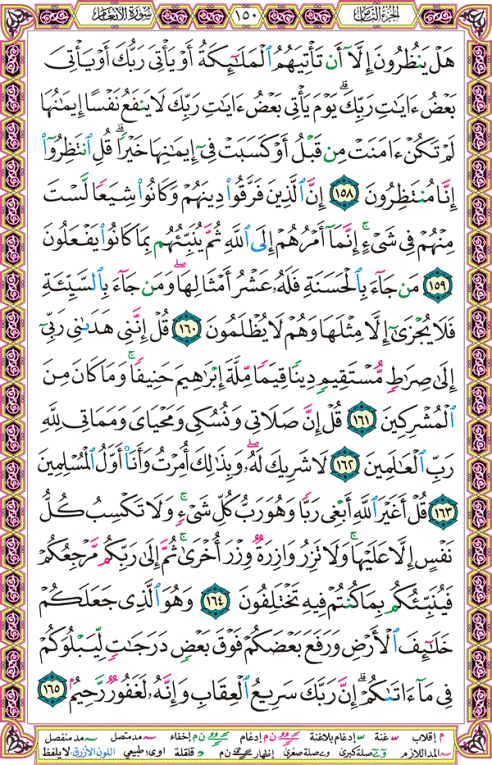 الجزء الثامن ١٥٠ سورة الأنعام
هَلْ يَنظُرُونَ إِلَّآ أَن تَأْتِيَهُمُ ٱلْمَلَٰٓئِكَةُ أَوْ يَأْتِىَ رَبُّكَ أَوْ يَأْتِىَ
بَعْضُ ءَايَٰتِ رَبِّكَ ۗ يَوْمَ يَأْتِى بَعْضُ ءَايَٰتِ رَبِّكَ لَا يَنفَعُ نَفْسًا إِيمَٰنُهَا
لَمْ تَكُنْ ءَامَنَتْ مِن قَبْلُ أَوْ كَسَبَتْ فِىٓ إِيمَٰنِهَا خَيْرًا ۗ قُلِ ٱنتَظِرُوٓا۟
إِنَّا مُنتَظِرُونَ ١٥٨ إِنَّ ٱلَّذِينَ فَرَّقُوا۟ دِينَهُمْ وَكَانُوا۟ شِيَعًا لَّسْتَ
مِنْهُمْ فِى شَىْءٍ ۚ إِنَّمَآ أَمْرُهُمْ إِلَى ٱللَّهِ ثُمَّ يُنَبِّئُهُم بِمَا كَانُوا۟ يَفْعَلُونَ
١٥٩ مَن جَآءَ بِٱلْحَسَنَةِ فَلَهُۥ عَشْرُ أَمْثَالِهَا ۖ وَمَن جَآءَ بِٱلسَّيِّئَةِ
فَلَا يُجْزَىٰٓ إِلَّا مِثْلَهَا وَهُمْ لَا يُظْلَمُونَ ١٦٠ قُلْ إِنَّنِى هَدَىٰنِى رَبِّىٓ
إِلَىٰ صِرَٰطٍ مُّسْتَقِيمٍ دِينًا قِيَمًا مِّلَّةَ إِبْرَٰهِيمَ حَنِيفًا ۚ وَمَا كَانَ مِنَ
ٱلْمُشْرِكِينَ ١٦١ قُلْ إِنَّ صَلَاتِى وَنُسُكِى وَمَحْيَاىَ وَمَمَاتِى لِلَّهِ
رَبِّ ٱلْعَٰلَمِينَ ١٦٢ لَا شَرِيكَ لَهُۥ ۖ وَبِذَٰلِكَ أُمِرْتُ وَأَنَا۠ أَوَّلُ ٱلْمُسْلِمِينَ
١٦٣ قُلْ أَغَيْرَ ٱللَّهِ أَبْغِى رَبًّا وَهُوَ رَبُّ كُلِّ شَىْءٍ ۚ وَلَا تَكْسِبُ كُلُّ
نَفْسٍ إِلَّا عَلَيْهَا ۚ وَلَا تَزِرُ وَازِرَةٌ وِزْرَ أُخْرَىٰ ۚ ثُمَّ إِلَىٰ رَبِّكُم مَّرْجِعُكُمْ
فَيُنَبِّئُكُم بِمَا كُنتُمْ فِيهِ تَخْتَلِفُونَ ١٦٤ وَهُوَ ٱلَّذِى جَعَلَكُمْ
خَلَٰٓئِفَ ٱلْأَرْضِ وَرَفَعَ بَعْضَكُمْ فَوْقَ بَعْضٍ دَرَجَٰتٍ لِّيَبْلُوَكُمْ
فِى مَآ ءَاتَىٰكُمْ ۗ إِنَّ رَبَّكَ سَرِيعُ ٱلْعِقَابِ وَإِنَّهُۥ لَغَفُورٌ رَّحِيمٌ ١٦٥
م إقلاب غنة إدغام بلاغنة ن م إدغام ن م إخفاء مد متصل مد منفصل
المد اللازم صلة كبرى صلة صغرى إظهار ن م قلقلة اوى: طبيعي اللون الأزرق: لا يلفظ